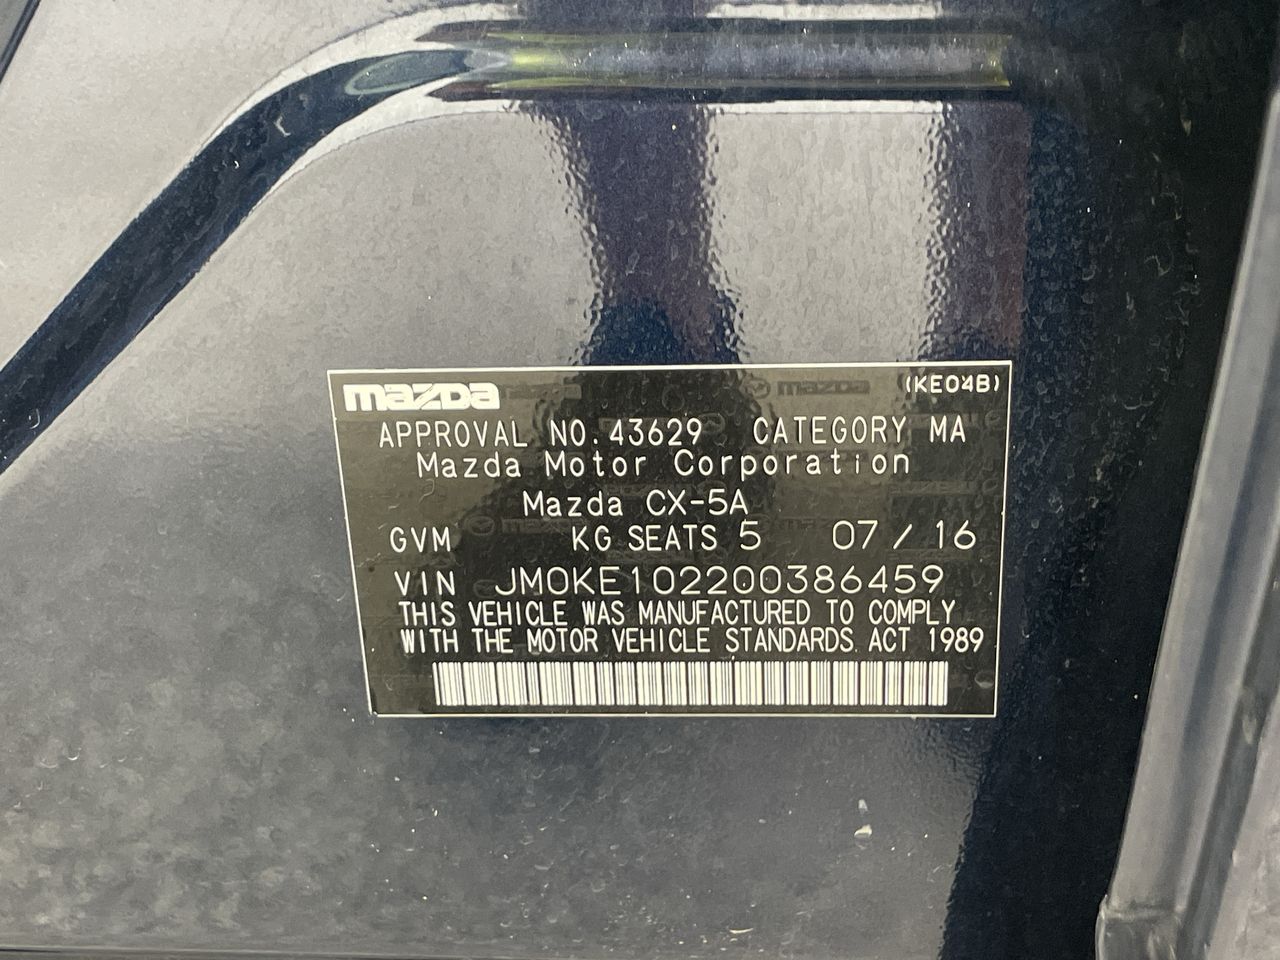 mazda (KE04B)
APPROVAL NO. 43629 CATEGORY MA
Mazda Motor Corporation
Mazda CX-5A
GVM KG SEATS 5 07 / 16
VIN JM0KE102200386459
THIS VEHICLE WAS MANUFACTURED TO COMPLY
WITH THE MOTOR VEHICLE STANDARDS ACT 1989